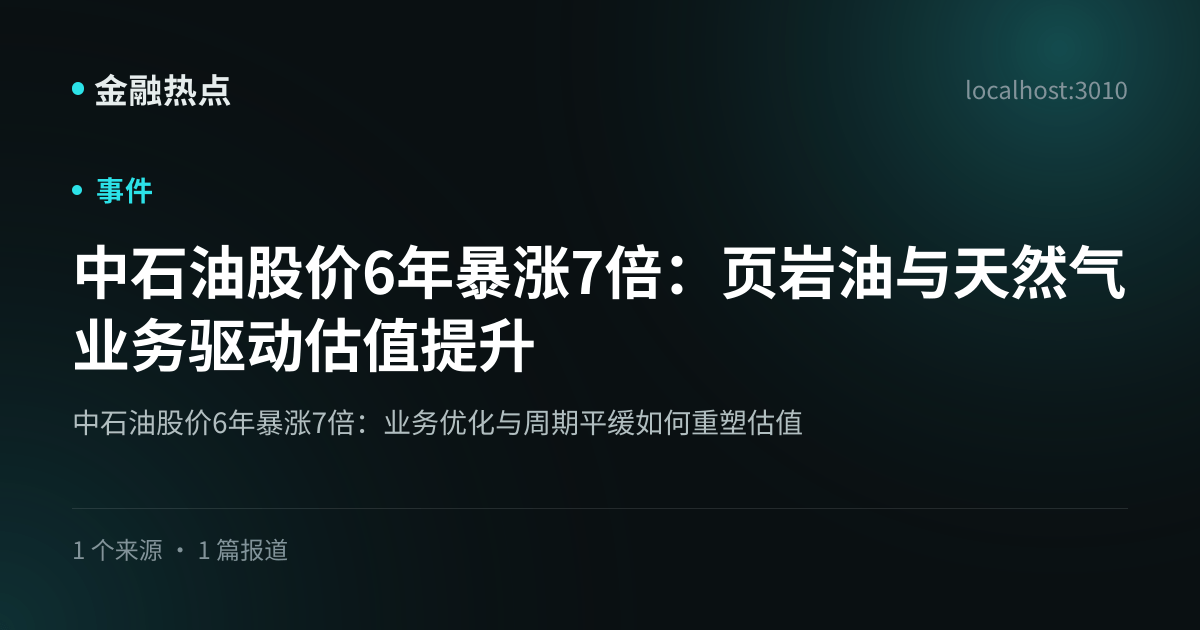 金融热点
localhost:3010
事件
中石油股价6年暴涨7倍：页岩油与天然气
业务驱动估值提升
中石油股价6年暴涨7倍：业务优化与周期平缓如何重塑估值
1 个来源 · 1 篇报道